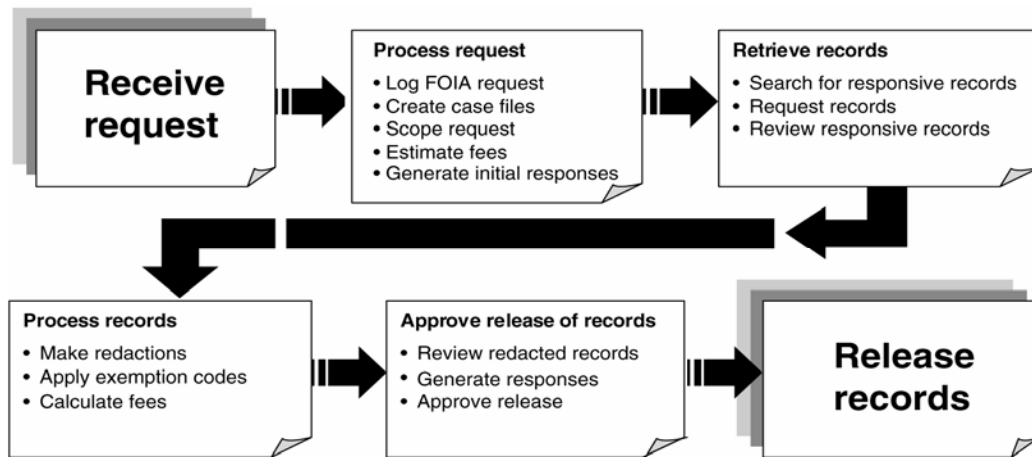 Receive
request
Process request
• Log FOIA request
• Create case files
• Scope request
• Estimate fees
• Generate initial responses
Retrieve records
• Search for responsive records
• Request records
• Review responsive records
Process records
• Make redactions
• Apply exemption codes
• Calculate fees
Approve release of records
• Review redacted records
• Generate responses
• Approve release
Release
records